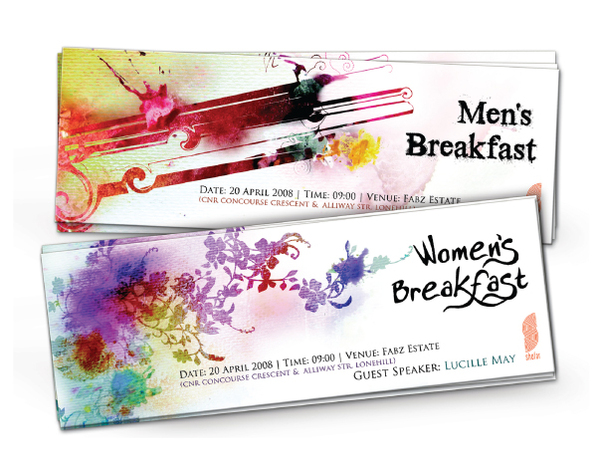 Men's
Breakfast
Date: 20 April 2008 | Time: 09:00 | Venue: Fabz Estate
(cnr Concourse Crescent & Alliway Str, Lonehill)
Women's
Breakfast
Date: 20 April 2008 | Time: 09:00 | Venue: Fabz Estate
(cnr Concourse Crescent & Alliway Str, Lonehill)
Guest Speaker: Lucille May
shelar